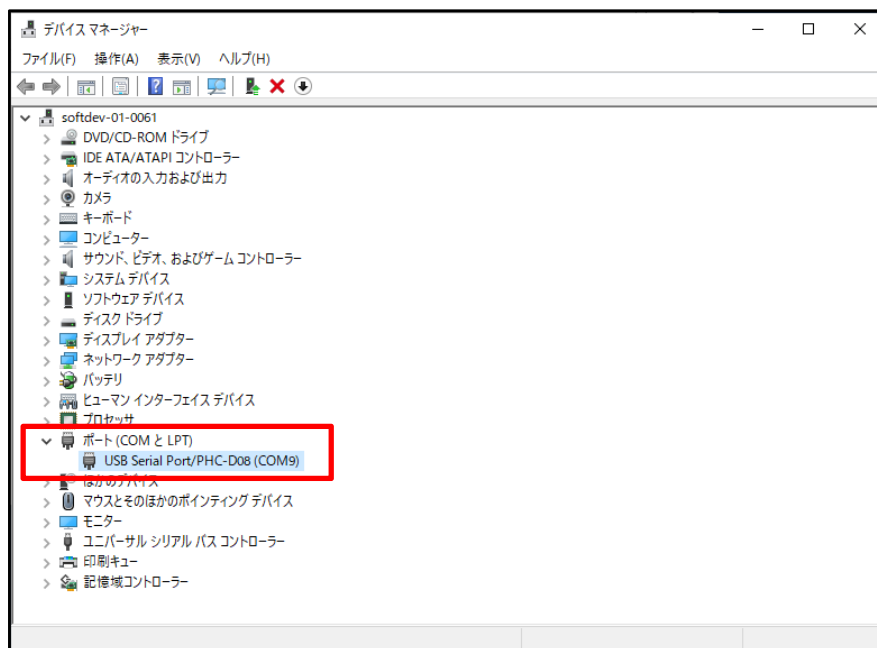 デバイス マネージャー
ファイル(F) 操作(A) 表示(V) ヘルプ(H)
softdev-01-0061
DVD/CD-ROM ドライブ
IDE ATA/ATAPI コントローラー
オーディオの入力および出力
カメラ
キーボード
コンピューター
サウンド、ビデオ、およびゲーム コントローラー
システム デバイス
ソフトウェア デバイス
ディスク ドライブ
ディスプレイ アダプター
ネットワーク アダプター
バッテリ
ヒューマン インターフェイス デバイス
プロセッサ
ポート (COM と LPT)
USB Serial Port/PHC-D08 (COM9)
ほかのデバイス
マウスとそのほかのポインティング デバイス
モニター
ユニバーサル シリアル バス コントローラー
印刷キュー
記憶域コントローラー